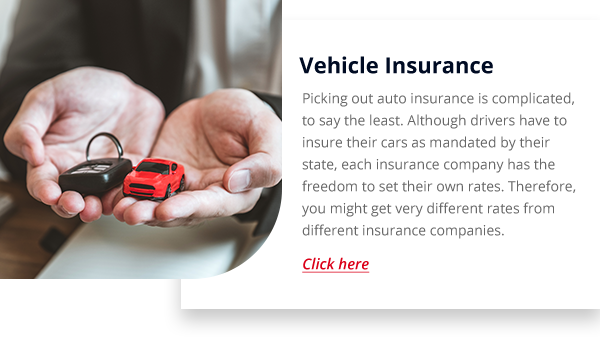 Vehicle Insurance
Picking out auto insurance is complicated,
to say the least. Although drivers have to
insure their cars as mandated by their
state, each insurance company has the
freedom to set their own rates. Therefore,
you might get very different rates from
different insurance companies.
Click here